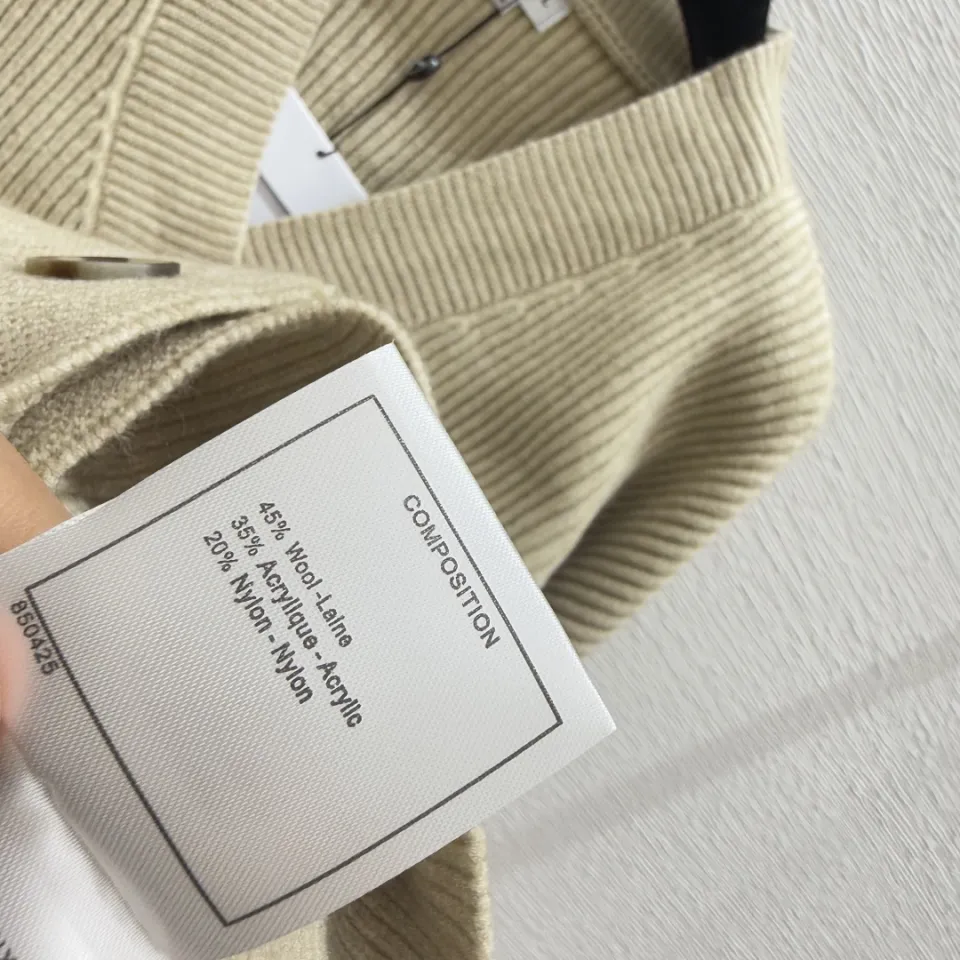 COMPOSITION
45% Wool -Laine
35% Acrylique - Acrylic
20% Nylon - Nylon
850425